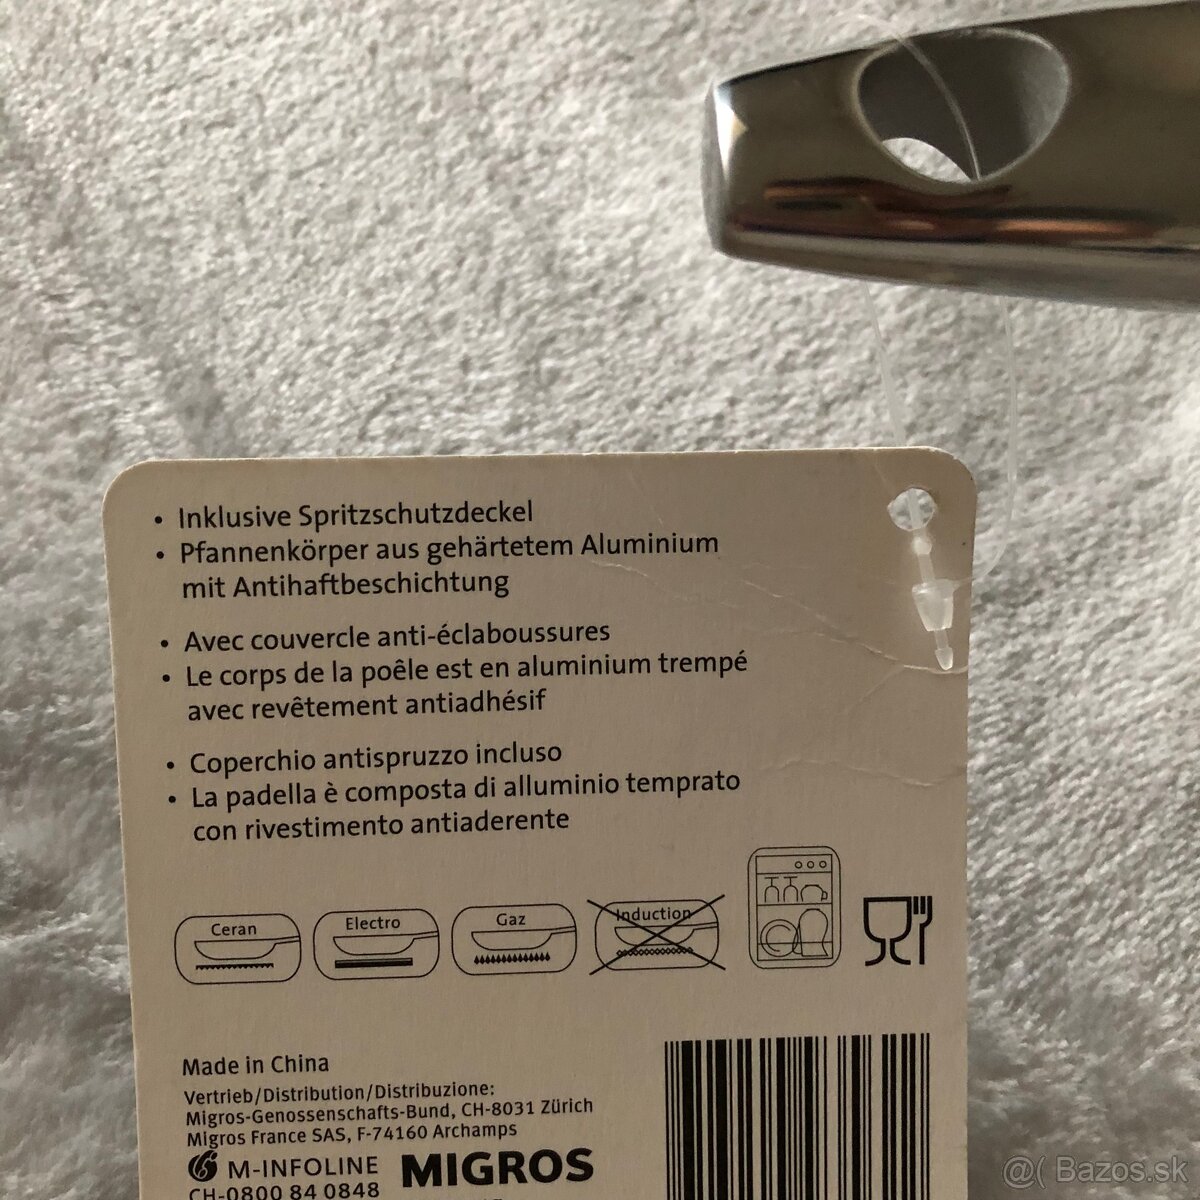 • Inklusive Spritzschutzdeckel
• Pfannenkörper aus gehärtetem Aluminium
mit Antihaftbeschichtung
• Avec couvercle anti-éclaboussures
• Le corps de la poêle est en aluminium trempé
avec revêtement antiadhésif
• Coperchio antispruzzo incluso
• La padella è composta di alluminio temprato
con rivestimento antiaderente
Ceran Electro Gaz Induction
Made in China
Vertrieb/Distribution/Distribuzione:
Migros-Genossenschafts-Bund, CH-8031 Zürich
Migros France SAS, F-74160 Archamps
M-INFOLINE MIGROS
CH-0800 84 0848
@( Bazos.sk